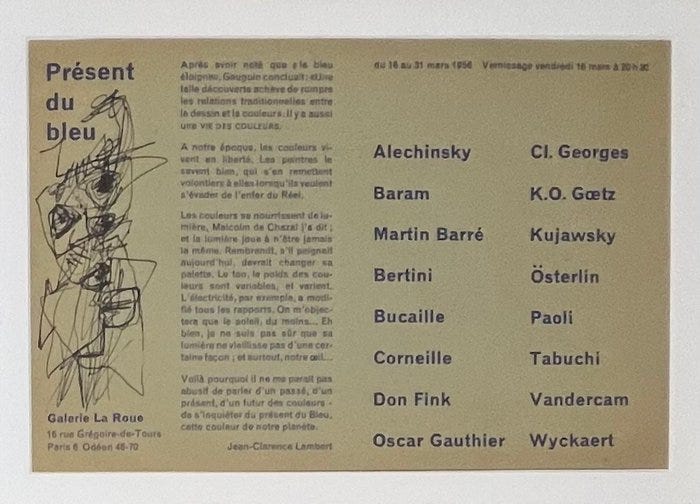 Présent
du
bleu
Galerie La Roue
16 rue Grégoire-de-Tours
Paris 6 Odéon 46-70
Après avoir noté que « le bleu
éloigne», Gauguin concluait: «Une
telle découverte achève de rompre
les relations traditionnelles entre
le dessin et la couleur». Il y a aussi
UNE VIE DES COULEURS.
A notre époque, les couleurs vi-
vent en liberté. Les peintres le
savent bien, qui s'en remettent
volontiers à elles lorsqu'ils veulent
s'évader de l'enfer du Réel.
Les couleurs se nourrissent de lu-
mière, Malcolm de Chazal l'a dit ;
et la lumière joue à n'être jamais
la même. Rembrandt, s'il peignait
aujourd'hui, devrait changer sa
palette. Le ton, le poids des cou-
leurs sont variables, et varient.
L'électricité, par exemple, a modi-
fié tous les rapports. On m'objec-
tera que le soleil, du moins... Eh
bien, je ne suis pas sûr que sa
lumière ne vieillisse pas d'une cer-
taine façon ; et surtout, notre œil...
Voilà pourquoi il ne me paraît pas
abusif de parler d'un passé, d'un
présent, d'un futur des couleurs -
de s'inquiéter du présent du Bleu,
cette couleur de notre planète.
Jean-Clarence Lambert
du 16 au 31 mars 1956 Vernissage vendredi 16 mars à 20 h 30
Alechinsky
Baram
Martin Barré
Bertini
Bucaille
Corneille
Don Fink
Oscar Gauthier
Cl. Georges
K.O. Gœtz
Kujawsky
Österlin
Paoli
Tabuchi
Vandercam
Wyckaert